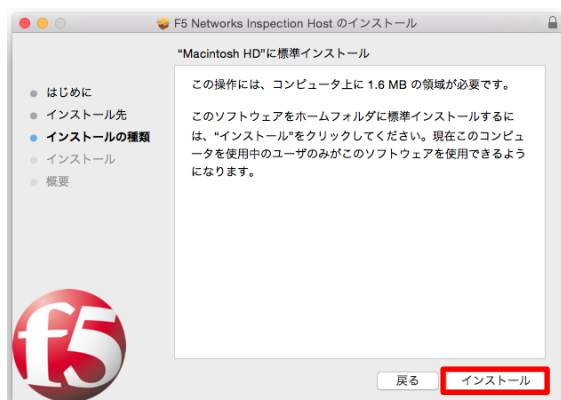 F5 Networks Inspection Host のインストール
"Macintosh HD"に標準インストール
はじめに
インストール先
インストールの種類
インストール
概要
この操作には、コンピュータ上に 1.6 MB の領域が必要です。
このソフトウェアをホームフォルダに標準インストールするに
は、"インストール"をクリックしてください。現在このコンピュ
ータを使用中のユーザのみがこのソフトウェアを使用できるよう
になります。
f5
戻る
インストール